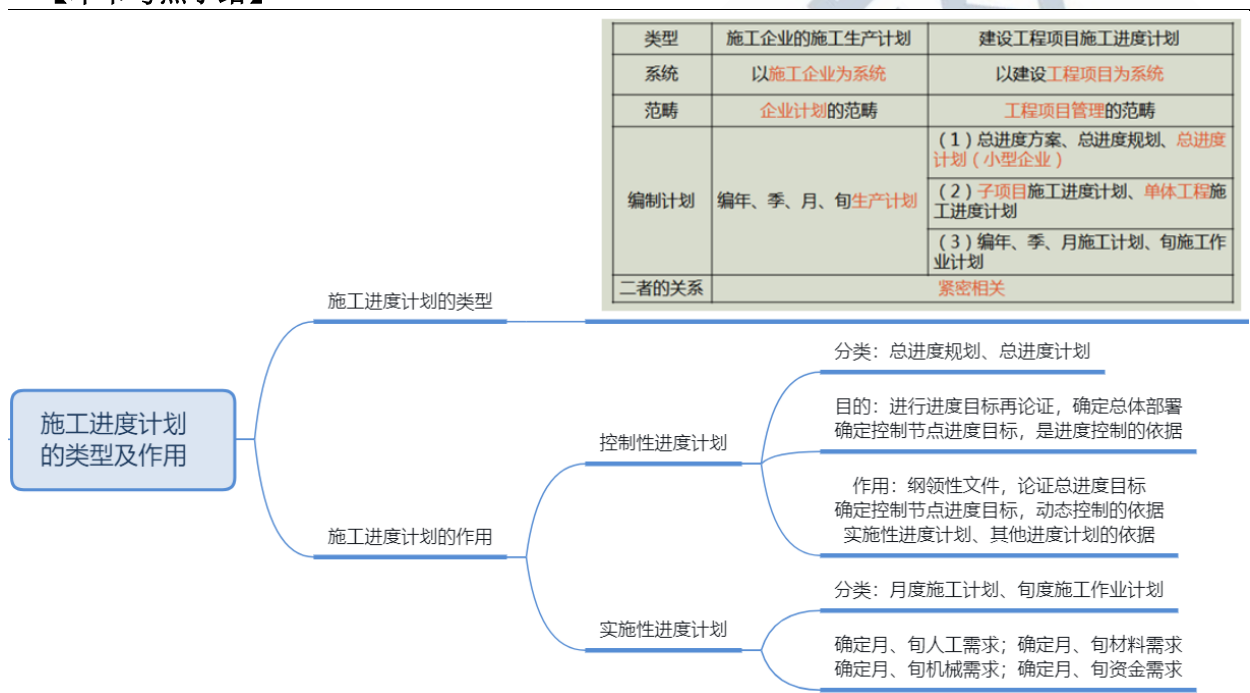 类型 施工企业的施工生产计划 建设工程项目施工进度计划
系统 以施工企业为系统 以建设工程项目为系统
范畴 企业计划的范畴 工程项目管理的范畴
编制计划 编年、季、月、旬生产计划
(1)总进度方案、总进度规划、总进度
计划(小型企业)
(2)子项目施工进度计划、单体工程施
工进度计划
(3)编年、季、月施工计划、旬施工作
业计划
二者的关系 紧密相关
施工进度计划的类型
施工进度计划
的类型及作用
施工进度计划的作用
控制性进度计划
分类:总进度规划、总进度计划
目的:进行进度目标再论证,确定总体部署
确定控制节点进度目标,是进度控制的依据
作用:纲领性文件,论证总进度目标
确定控制节点进度目标,动态控制的依据
实施性进度计划、其他进度计划的依据
实施性进度计划
分类:月度施工计划、旬度施工作业计划
确定月、旬人工需求;确定月、旬材料需求
确定月、旬机械需求;确定月、旬资金需求